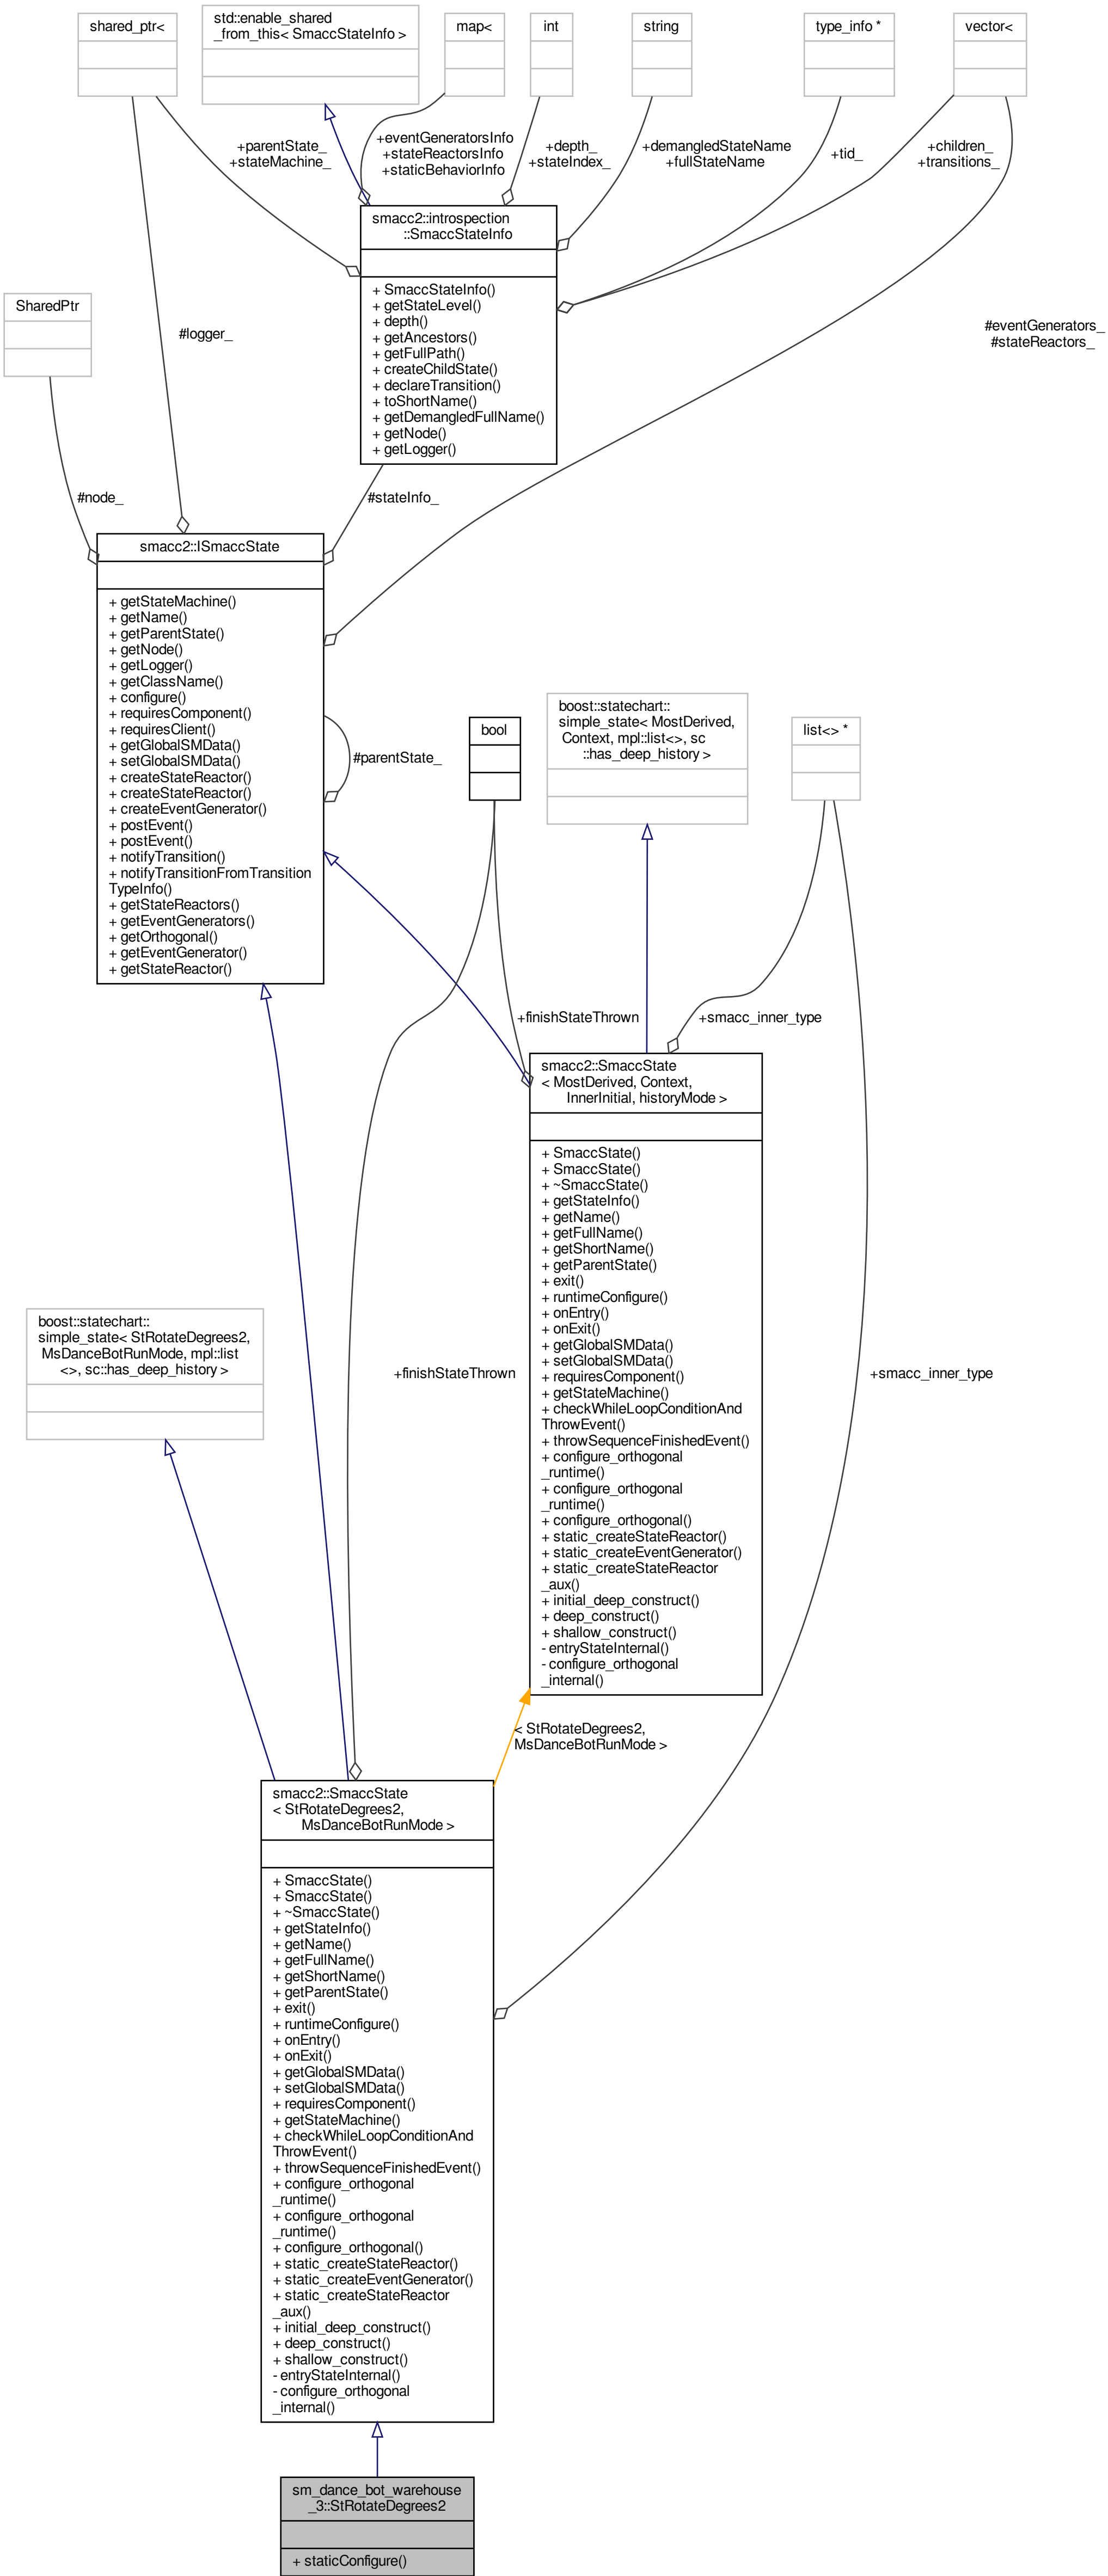 shared_ptr<
std::enable_shared
_from_this< SmaccStateInfo >
map<
int
string
type_info *
vector<
+parentState_
+stateMachine_
+eventGeneratorsInfo
+stateReactorsInfo
+staticBehaviorInfo
+depth_
+stateIndex_
+demangledStateName
+fullStateName
+tid_
+children_
+transitions_
smacc2::introspection
::SmaccStateInfo
+ SmaccStateInfo()
+ getStateLevel()
+ depth()
+ getAncestors()
+ getFullPath()
+ createChildState()
+ declareTransition()
+ toShortName()
+ getDemangledFullName()
+ getNode()
+ getLogger()
SharedPtr
#logger_
#eventGenerators_
#stateReactors_
#node_
#stateInfo_
smacc2::ISmaccState
+ getStateMachine()
+ getName()
+ getParentState()
+ getNode()
+ getLogger()
+ getClassName()
+ configure()
+ requiresComponent()
+ requiresClient()
+ getGlobalSMData()
+ setGlobalSMData()
+ createStateReactor()
+ createStateReactor()
+ createEventGenerator()
+ postEvent()
+ postEvent()
+ notifyTransition()
+ notifyTransitionFromTransition
TypeInfo()
+ getStateReactors()
+ getEventGenerators()
+ getOrthogonal()
+ getEventGenerator()
+ getStateReactor()
#parentState_
bool
boost::statechart::
simple_state< MostDerived,
Context, mpl::list<>, sc
::has_deep_history >
list<> *
+finishStateThrown
+smacc_inner_type
smacc2::SmaccState
< MostDerived, Context,
InnerInitial, historyMode >
+ SmaccState()
+ SmaccState()
+ ~SmaccState()
+ getStateInfo()
+ getName()
+ getFullName()
+ getShortName()
+ getParentState()
+ exit()
+ runtimeConfigure()
+ onEntry()
+ onExit()
+ getGlobalSMData()
+ setGlobalSMData()
+ requiresComponent()
+ getStateMachine()
+ checkWhileLoopConditionAnd
ThrowEvent()
+ throwSequenceFinishedEvent()
+ configure_orthogonal
_runtime()
+ configure_orthogonal
_runtime()
+ configure_orthogonal()
+ static_createStateReactor()
+ static_createEventGenerator()
+ static_createStateReactor
_aux()
+ initial_deep_construct()
+ deep_construct()
+ shallow_construct()
- entryStateInternal()
- configure_orthogonal
_internal()
boost::statechart::
simple_state< StRotateDegrees2,
MsDanceBotRunMode, mpl::list
<>, sc::has_deep_history >
+finishStateThrown
+smacc_inner_type
< StRotateDegrees2,
MsDanceBotRunMode >
smacc2::SmaccState
< StRotateDegrees2,
MsDanceBotRunMode >
+ SmaccState()
+ SmaccState()
+ ~SmaccState()
+ getStateInfo()
+ getName()
+ getFullName()
+ getShortName()
+ getParentState()
+ exit()
+ runtimeConfigure()
+ onEntry()
+ onExit()
+ getGlobalSMData()
+ setGlobalSMData()
+ requiresComponent()
+ getStateMachine()
+ checkWhileLoopConditionAnd
ThrowEvent()
+ throwSequenceFinishedEvent()
+ configure_orthogonal
_runtime()
+ configure_orthogonal
_runtime()
+ configure_orthogonal()
+ static_createStateReactor()
+ static_createEventGenerator()
+ static_createStateReactor
_aux()
+ initial_deep_construct()
+ deep_construct()
+ shallow_construct()
- entryStateInternal()
- configure_orthogonal
_internal()
sm_dance_bot_warehouse
_3::StRotateDegrees2
+ staticConfigure()